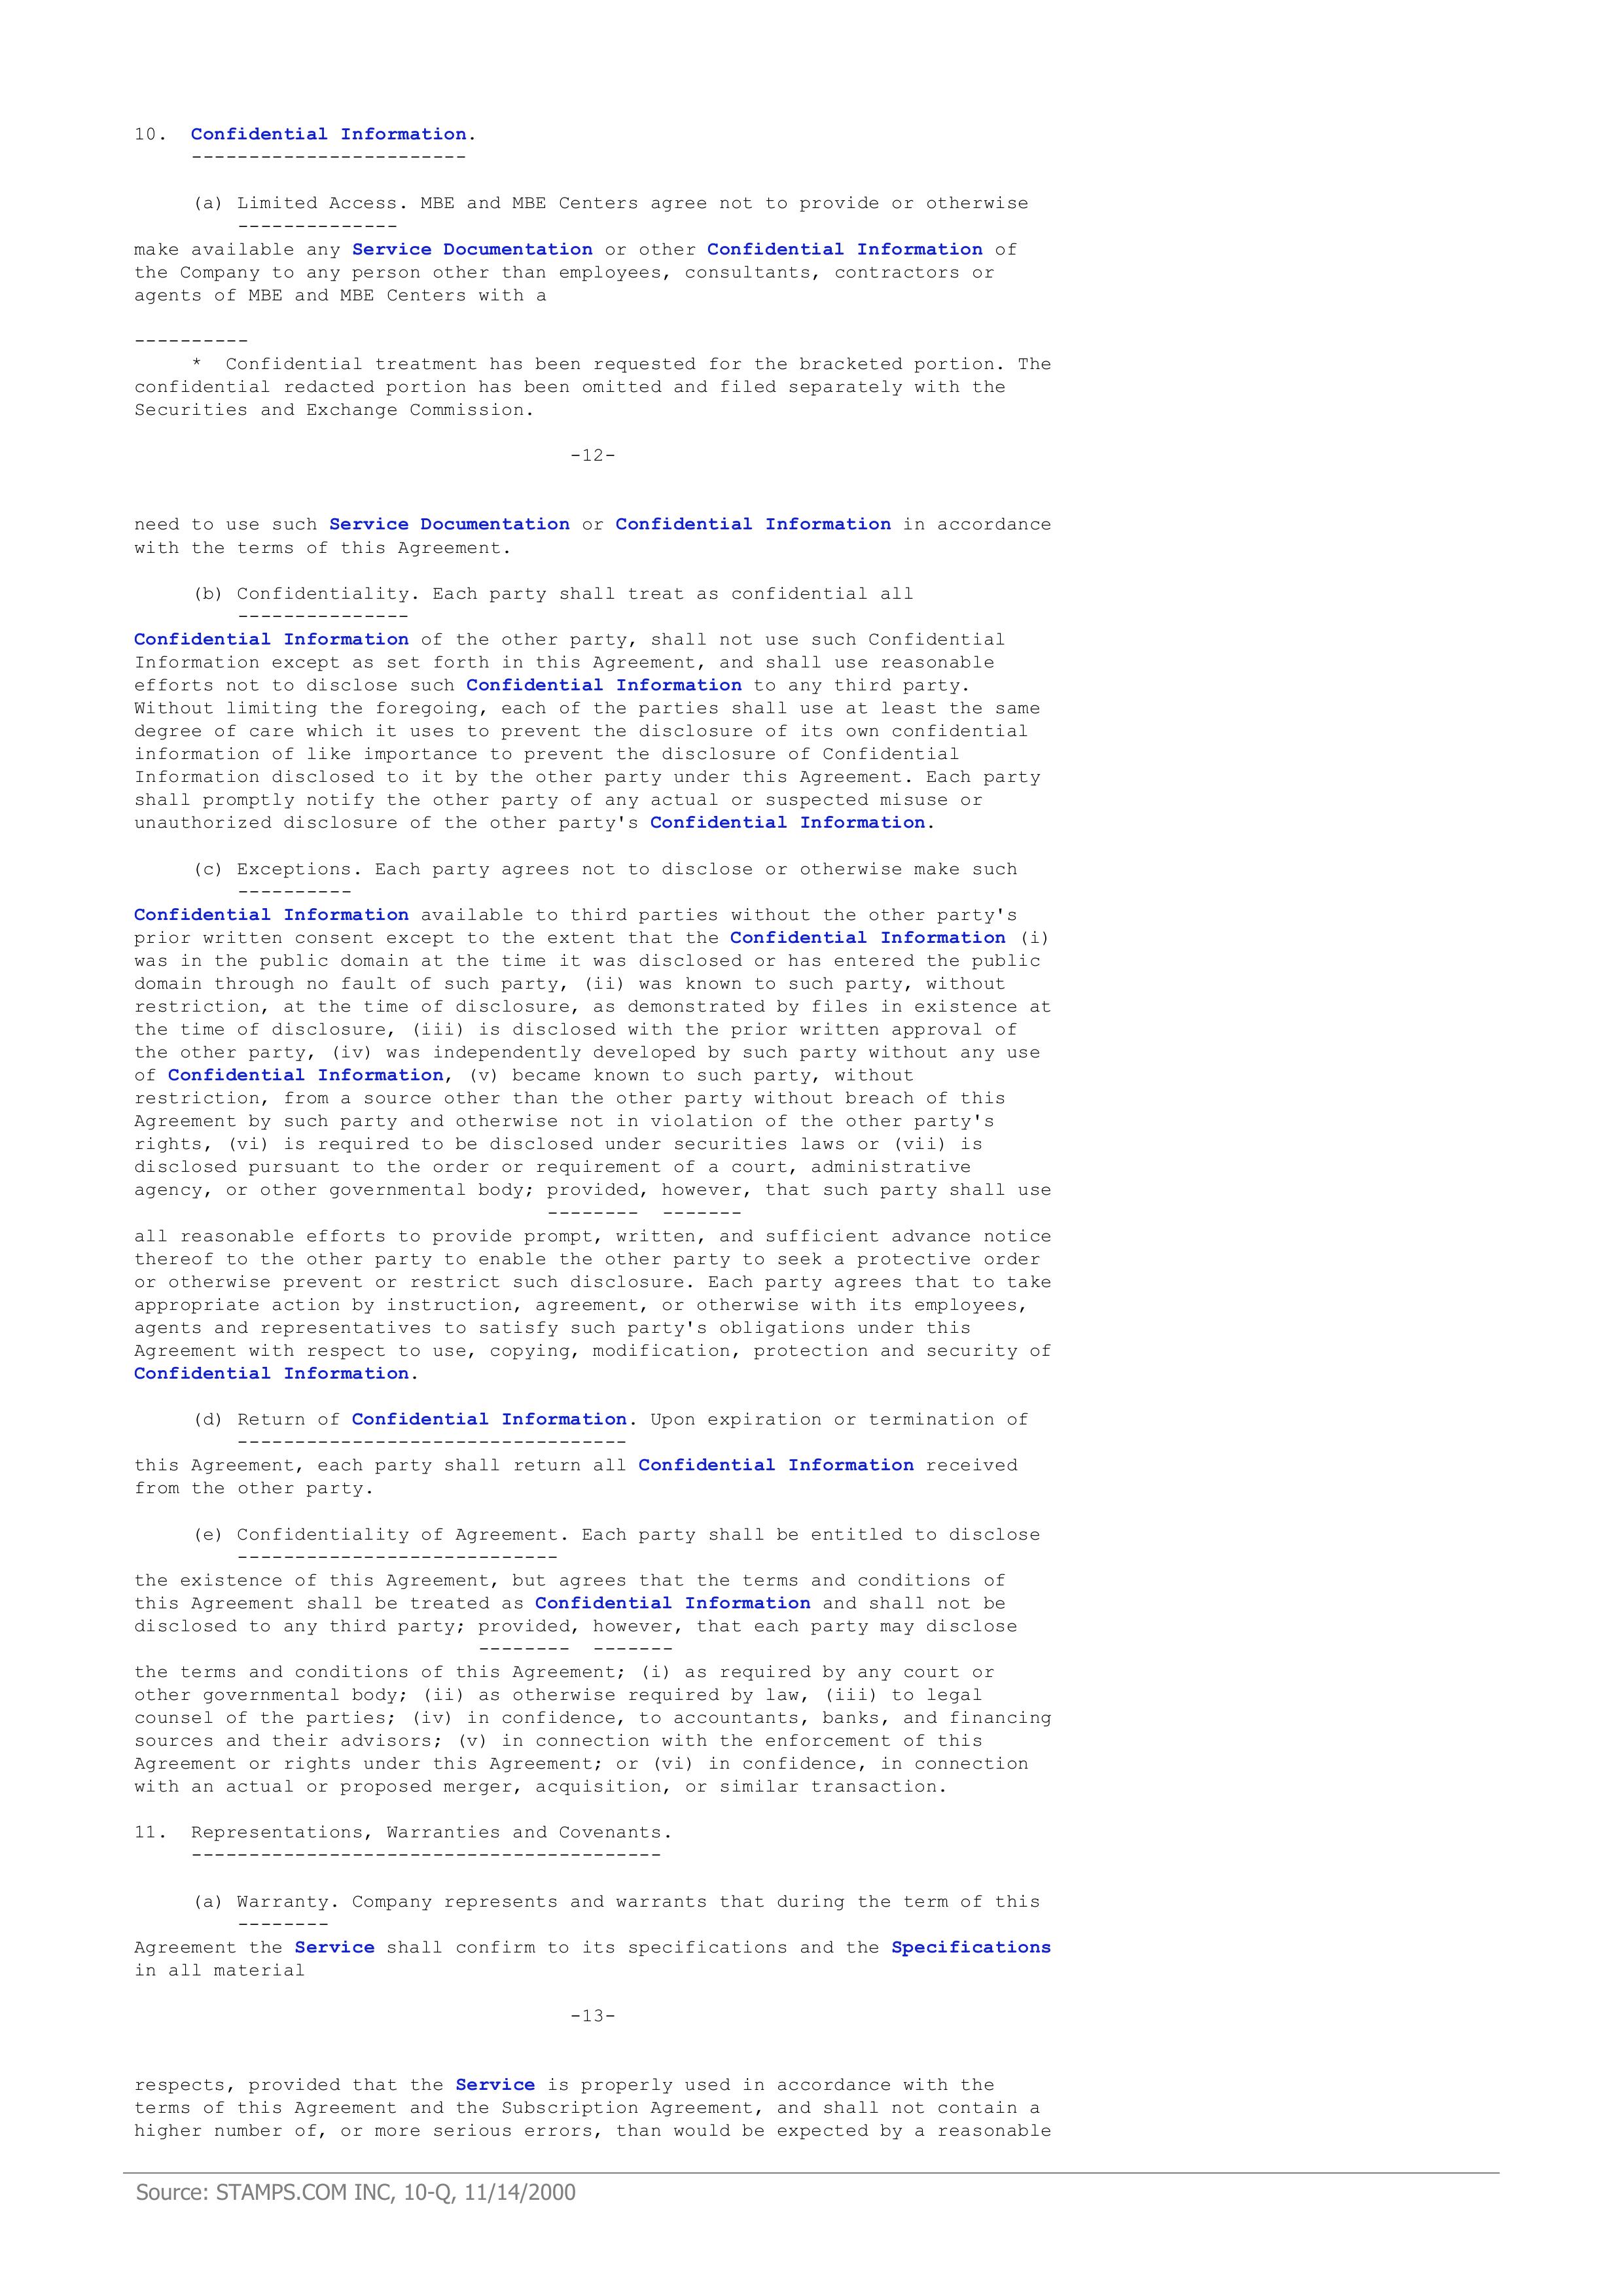 10.  Confidential Information.
------------------------
(a) Limited Access. MBE and MBE Centers agree not to provide or otherwise
--------------
make available any Service Documentation or other Confidential Information of
the Company to any person other than employees, consultants, contractors or
agents of MBE and MBE Centers with a
----------
*  Confidential treatment has been requested for the bracketed portion. The
confidential redacted portion has been omitted and filed separately with the
Securities and Exchange Commission.
-12-
need to use such Service Documentation or Confidential Information in accordance
with the terms of this Agreement.
(b) Confidentiality. Each party shall treat as confidential all
---------------
Confidential Information of the other party, shall not use such Confidential
Information except as set forth in this Agreement, and shall use reasonable
efforts not to disclose such Confidential Information to any third party.
Without limiting the foregoing, each of the parties shall use at least the same
degree of care which it uses to prevent the disclosure of its own confidential
information of like importance to prevent the disclosure of Confidential
Information disclosed to it by the other party under this Agreement. Each party
shall promptly notify the other party of any actual or suspected misuse or
unauthorized disclosure of the other party's Confidential Information.
(c) Exceptions. Each party agrees not to disclose or otherwise make such
----------
Confidential Information available to third parties without the other party's
prior written consent except to the extent that the Confidential Information (i)
was in the public domain at the time it was disclosed or has entered the public
domain through no fault of such party, (ii) was known to such party, without
restriction, at the time of disclosure, as demonstrated by files in existence at
the time of disclosure, (iii) is disclosed with the prior written approval of
the other party, (iv) was independently developed by such party without any use
of Confidential Information, (v) became known to such party, without
restriction, from a source other than the other party without breach of this
Agreement by such party and otherwise not in violation of the other party's
rights, (vi) is required to be disclosed under securities laws or (vii) is
disclosed pursuant to the order or requirement of a court, administrative
agency, or other governmental body; provided, however, that such party shall use
--------  -------
all reasonable efforts to provide prompt, written, and sufficient advance notice
thereof to the other party to enable the other party to seek a protective order
or otherwise prevent or restrict such disclosure. Each party agrees that to take
appropriate action by instruction, agreement, or otherwise with its employees,
agents and representatives to satisfy such party's obligations under this
Agreement with respect to use, copying, modification, protection and security of
Confidential Information.
(d) Return of Confidential Information. Upon expiration or termination of
----------------------------------
this Agreement, each party shall return all Confidential Information received
from the other party.
(e) Confidentiality of Agreement. Each party shall be entitled to disclose
----------------------------
the existence of this Agreement, but agrees that the terms and conditions of
this Agreement shall be treated as Confidential Information and shall not be
disclosed to any third party; provided, however, that each party may disclose
--------  -------
the terms and conditions of this Agreement; (i) as required by any court or
other governmental body; (ii) as otherwise required by law, (iii) to legal
counsel of the parties; (iv) in confidence, to accountants, banks, and financing
sources and their advisors; (v) in connection with the enforcement of this
Agreement or rights under this Agreement; or (vi) in confidence, in connection
with an actual or proposed merger, acquisition, or similar transaction.
11.  Representations, Warranties and Covenants.
-----------------------------------------
(a) Warranty. Company represents and warrants that during the term of this
--------
Agreement the Service shall confirm to its specifications and the Specifications
in all material
-13-
respects, provided that the Service is properly used in accordance with the
terms of this Agreement and the Subscription Agreement, and shall not contain a
higher number of, or more serious errors, than would be expected by a reasonable
Source: STAMPS.COM INC, 10-Q, 11/14/2000